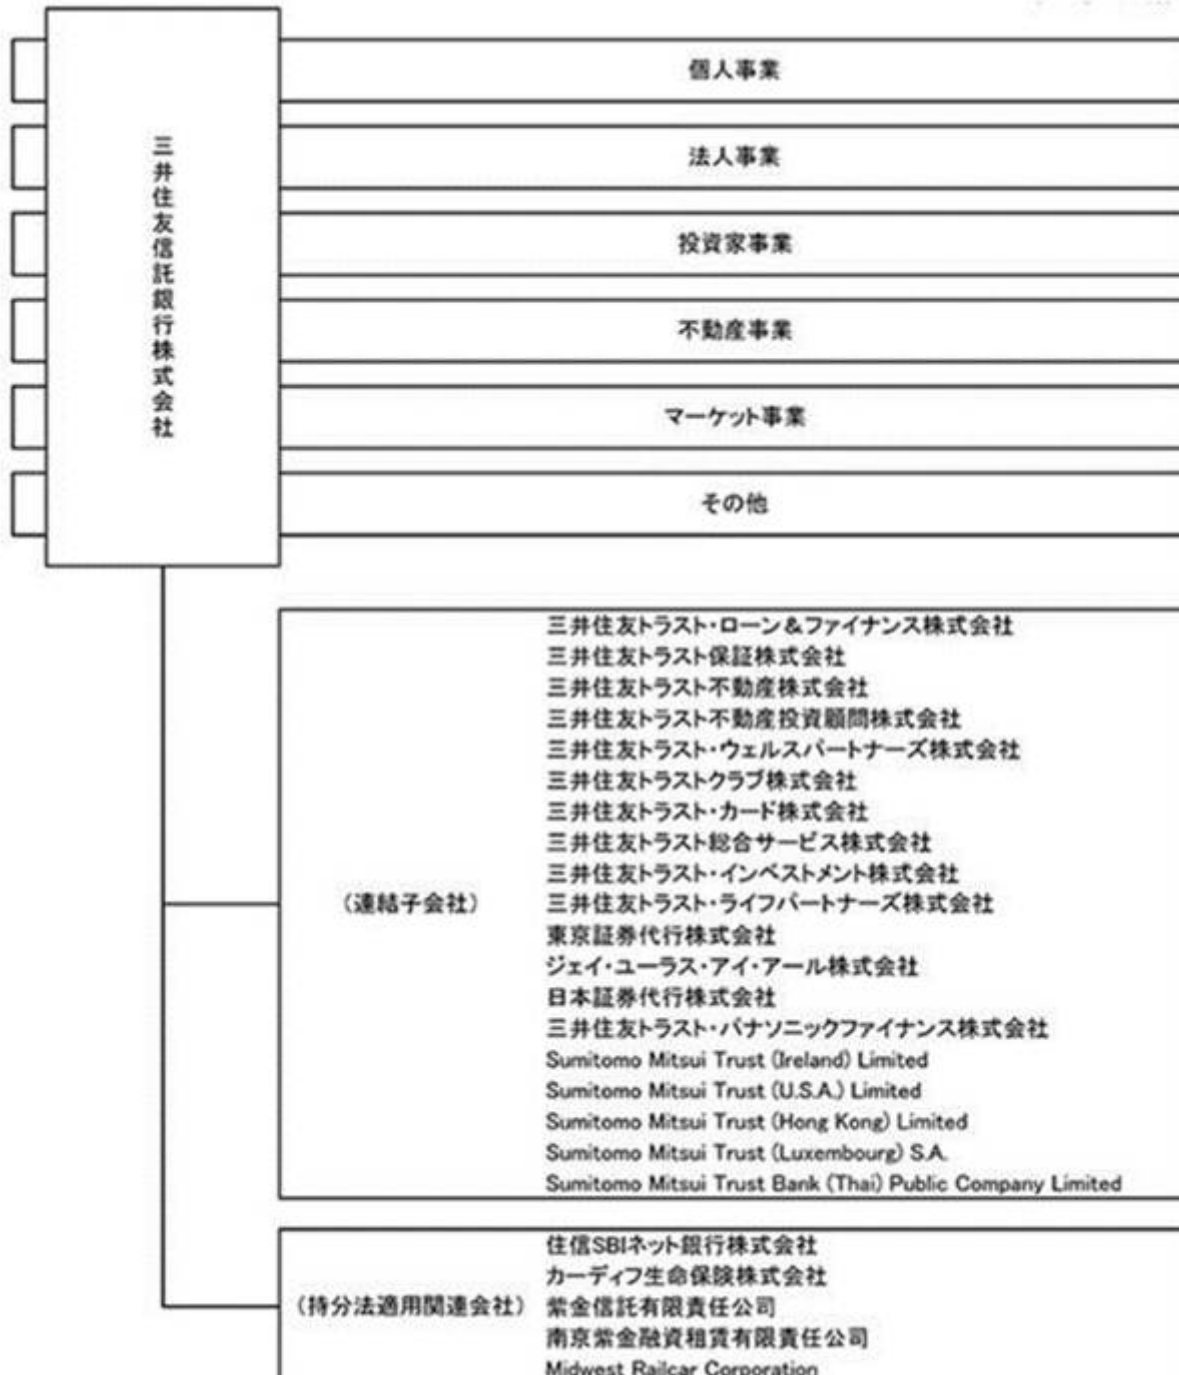 三井住友信託銀行株式会社
個人事業
法人事業
投資家事業
不動産事業
マーケット事業
その他
(連結子会社)
三井住友トラスト・ローン&ファイナンス株式会社
三井住友トラスト保証株式会社
三井住友トラスト不動産株式会社
三井住友トラスト不動産投資顧問株式会社
三井住友トラスト・ウェルスパートナーズ株式会社
三井住友トラストクラブ株式会社
三井住友トラスト・カード株式会社
三井住友トラスト総合サービス株式会社
三井住友トラスト・インベストメント株式会社
三井住友トラスト・ライフパートナーズ株式会社
東京証券代行株式会社
ジェイ・ユーラス・アイ・アール株式会社
日本証券代行株式会社
三井住友トラスト・パナソニックファイナンス株式会社
Sumitomo Mitsui Trust (Ireland) Limited
Sumitomo Mitsui Trust (U.S.A.) Limited
Sumitomo Mitsui Trust (Hong Kong) Limited
Sumitomo Mitsui Trust (Luxembourg) S.A.
Sumitomo Mitsui Trust Bank (Thai) Public Company Limited
(持分法適用関連会社)
住信SBIネット銀行株式会社
カーディフ生命保険株式会社
紫金信託有限責任公司
南京紫金融資租賃有限責任公司
Midwest Railcar Corporation